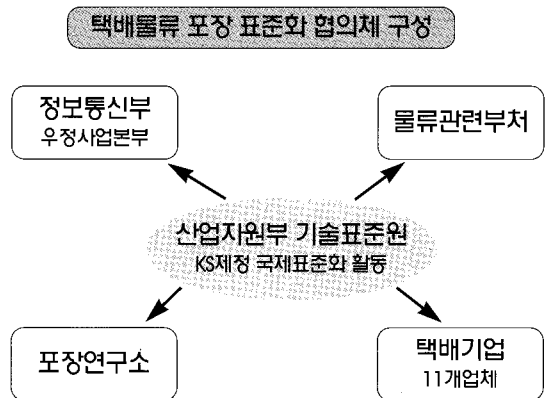 택배물류 포장 표준화 협의체 구성
정보통신부
우정사업본부
물류관련부처
산업자원부 기술표준원
KS제정 국제표준화 활동
포장연구소
택배기업
11개업체